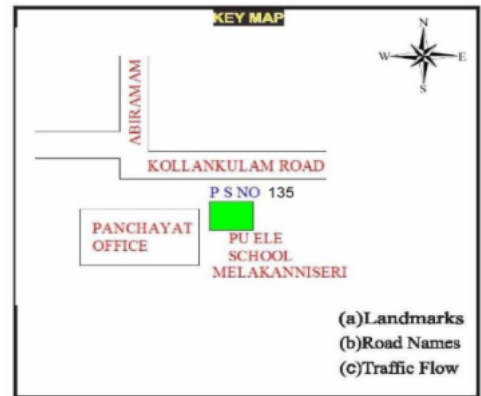 KEY MAP
N
W E
S
ABIRAMAM
KOLLANKULAM ROAD
P S NO 135
PANCHAYAT
OFFICE
PU ELE
SCHOOL
MELAKANNISERI
(a)Landmarks
(b)Road Names
(c)Traffic Flow